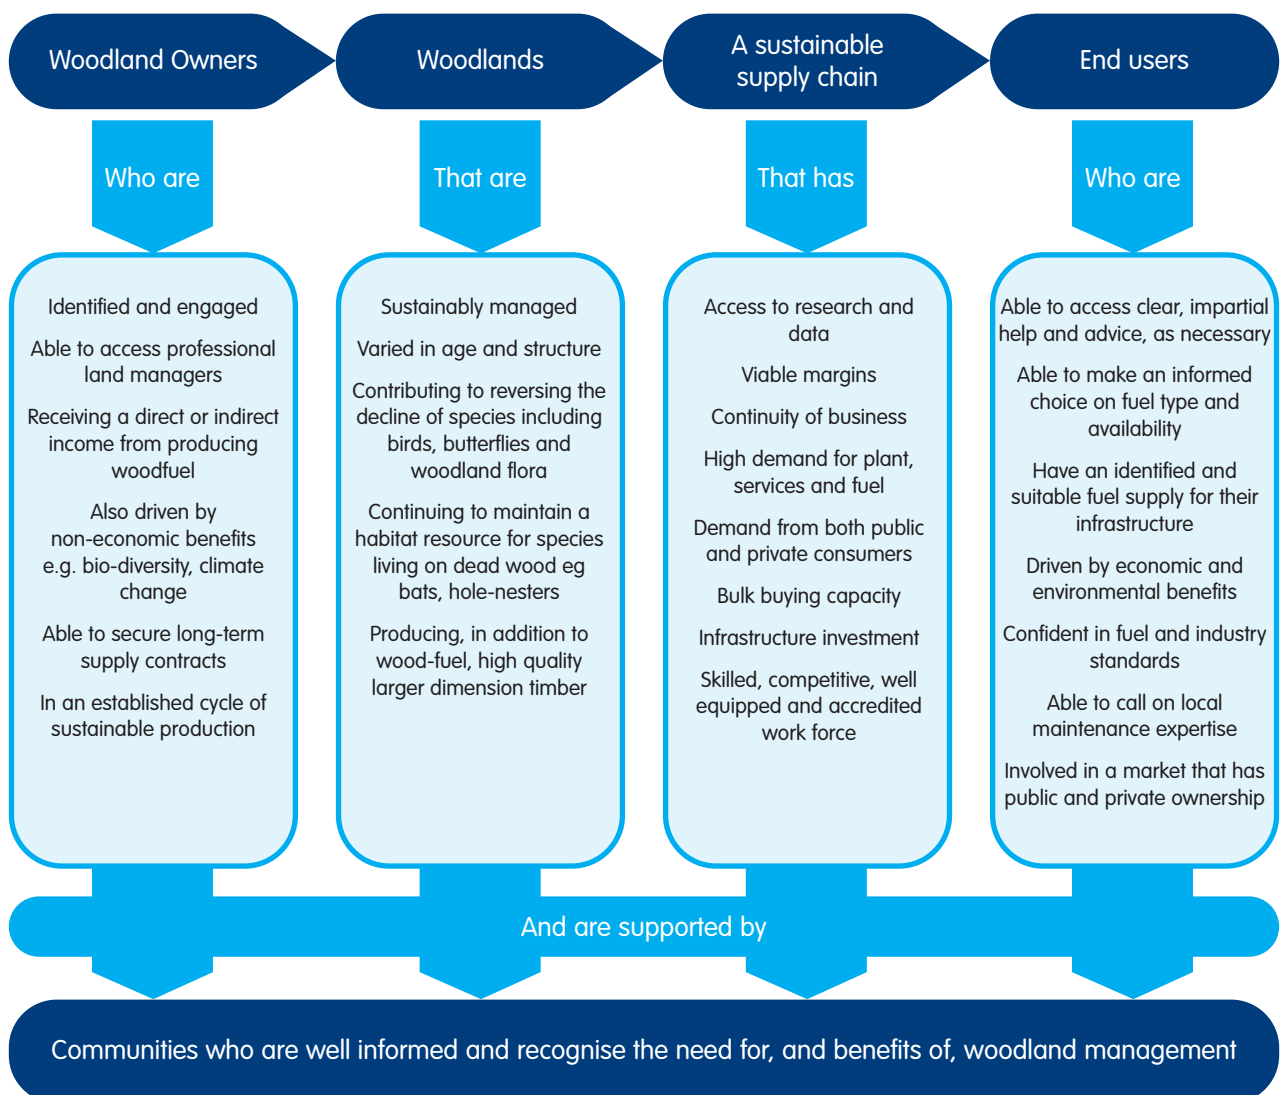 Woodland Owners
Woodlands
A sustainable
supply chain
End users
Who are
That are
That has
Who are
Identified and engaged
Able to access professional
land managers
Receiving a direct or indirect
income from producing
woodfuel
Also driven by
non-economic benefits
e.g. bio-diversity, climate
change
Able to secure long-term
supply contracts
In an established cycle of
sustainable production
Sustainably managed
Varied in age and structure
Contributing to reversing the
decline of species including
birds, butterflies and
woodland flora
Continuing to maintain a
habitat resource for species
living on dead wood eg
bats, hole-nesters
Producing, in addition to
wood-fuel, high quality
larger dimension timber
Access to research and
data
Viable margins
Continuity of business
High demand for plant,
services and fuel
Demand from both public
and private consumers
Bulk buying capacity
Infrastructure investment
Skilled, competitive, well
equipped and accredited
work force
Able to access clear, impartial
help and advice, as necessary
Able to make an informed
choice on fuel type and
availability
Have an identified and
suitable fuel supply for their
infrastructure
Driven by economic and
environmental benefits
Confident in fuel and industry
standards
Able to call on local
maintenance expertise
Involved in a market that has
public and private ownership
And are supported by
Communities who are well informed and recognise the need for, and benefits of, woodland management